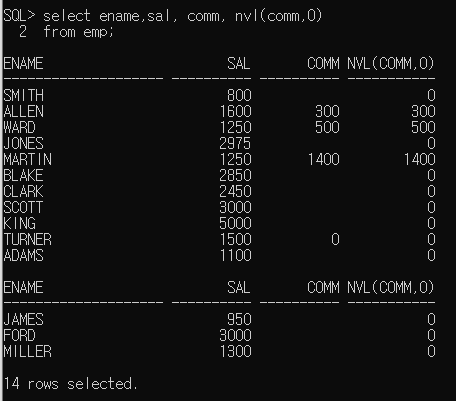 SQL> select ename,sal, comm, nvl(comm,0)
  2  from emp;
ENAME                       SAL       COMM NVL(COMM,0)
-------------------- ---------- ---------- -----------
SMITH                       800                      0
ALLEN                      1600        300         300
WARD                       1250        500         500
JONES                      2975                      0
MARTIN                     1250       1400        1400
BLAKE                      2850                      0
CLARK                      2450                      0
SCOTT                      3000                      0
KING                       5000                      0
TURNER                     1500          0           0
ADAMS                      1100                      0
ENAME                       SAL       COMM NVL(COMM,0)
-------------------- ---------- ---------- -----------
JAMES                       950                      0
FORD                       3000                      0
MILLER                     1300                      0
14 rows selected.